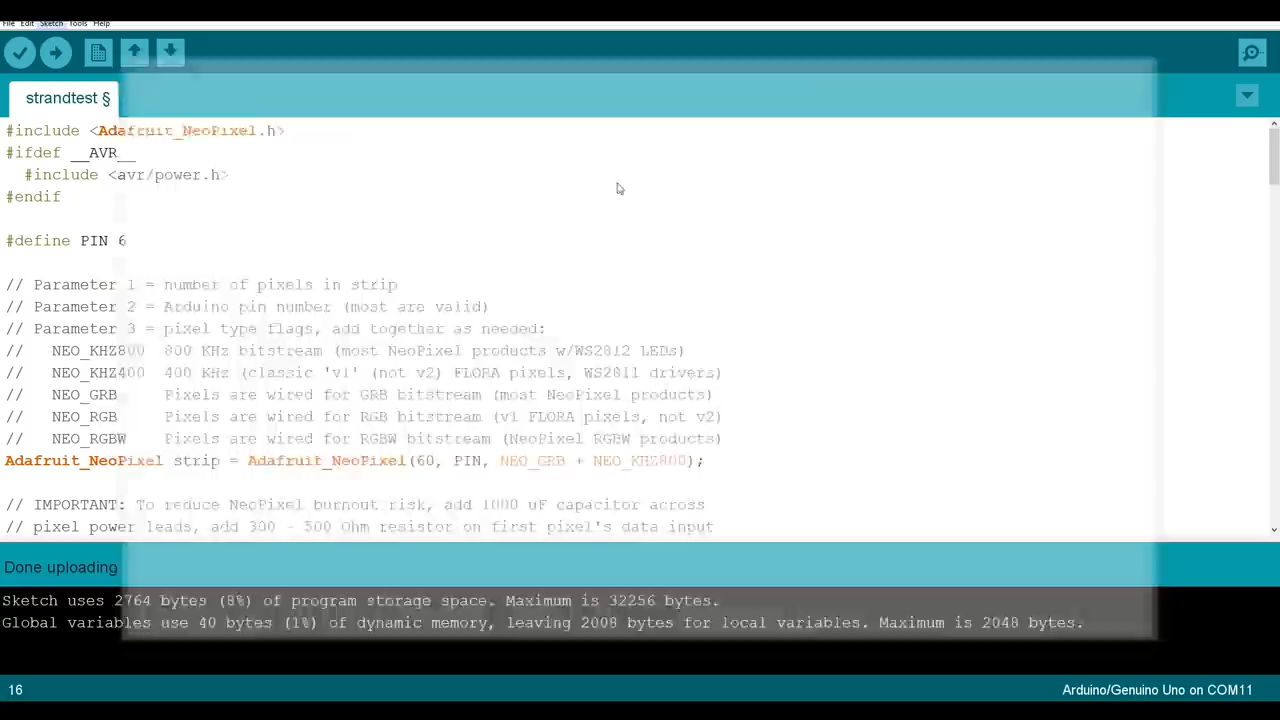 File Edit Sketch Tools Help
strandtest §
#include <Adafruit_NeoPixel.h>
#ifdef __AVR__
  #include <avr/power.h>
#endif
#define PIN 6
// Parameter 1 = number of pixels in strip
// Parameter 2 = Arduino pin number (most are valid)
// Parameter 3 = pixel type flags, add together as needed:
//   NEO_KHZ800  800 KHz bitstream (most NeoPixel products w/WS2812 LEDs)
//   NEO_KHZ400  400 KHz (classic 'v1' (not v2) FLORA pixels, WS2811 drivers)
//   NEO_GRB     Pixels are wired for GRB bitstream (most NeoPixel products)
//   NEO_RGB     Pixels are wired for RGB bitstream (v1 FLORA pixels, not v2)
//   NEO_RGBW    Pixels are wired for RGBW bitstream (NeoPixel RGBW products)
Adafruit_NeoPixel strip = Adafruit_NeoPixel(60, PIN, NEO_GRB + NEO_KHZ800);
// IMPORTANT: To reduce NeoPixel burnout risk, add 1000 uF capacitor across
// pixel power leads, add 300 - 500 Ohm resistor on first pixel's data input
Done uploading
Sketch uses 2764 bytes (8%) of program storage space. Maximum is 32256 bytes.
Global variables use 40 bytes (1%) of dynamic memory, leaving 2008 bytes for local variables. Maximum is 2048 bytes.
16
Arduino/Genuino Uno on COM11